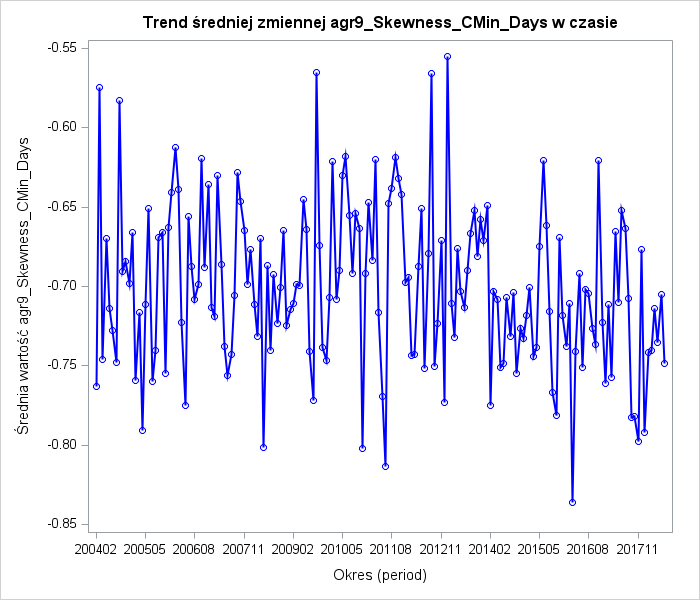 Trend średniej zmiennej agr9_Skewness_CMin_Days w czasie
-0.55
-0.60
-0.65
-0.70
-0.75
-0.80
-0.85
Średnia wartość agr9_Skewness_CMin_Days
200402 200505 200608 200711 200902 201005 201108 201211 201402 201505 201608 201711
Okres (period)